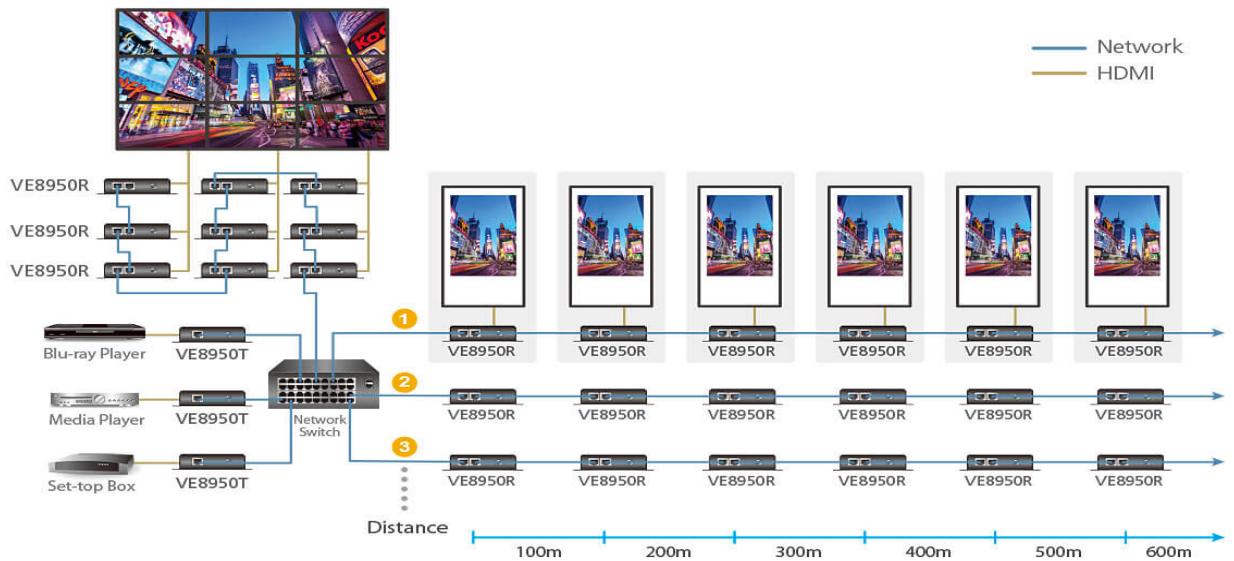 Network
HDMI
VE8950R
VE8950R
VE8950R
Blu-ray Player
VE8950T
Media Player
VE8950T
Set-top Box
VE8950T
Network
Switch
1
VE8950R VE8950R VE8950R VE8950R VE8950R VE8950R
2
VE8950R VE8950R VE8950R VE8950R VE8950R VE8950R
3
VE8950R VE8950R VE8950R VE8950R VE8950R VE8950R
Distance
100m 200m 300m 400m 500m 600m